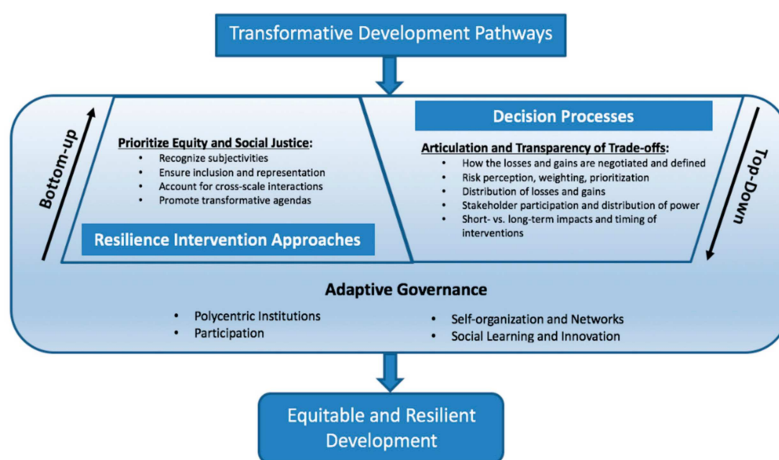 Transformative Development Pathways
Bottom-up
Prioritize Equity and Social Justice:
• Recognize subjectivities
• Ensure inclusion and representation
• Account for cross-scale interactions
• Promote transformative agendas
Resilience Intervention Approaches
Decision Processes
Articulation and Transparency of Trade-offs:
• How the losses and gains are negotiated and defined
• Risk perception, weighting, prioritization
• Distribution of losses and gains
• Stakeholder participation and distribution of power
• Short- vs. long-term impacts and timing of
interventions
Top-Down
Adaptive Governance
• Polycentric Institutions
• Participation
• Self-organization and Networks
• Social Learning and Innovation
Equitable and Resilient
Development